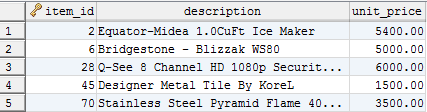 item_id description unit_price
1 2 Equator-Midea 1.0CuFt Ice Maker 5400.00
2 6 Bridgestone - Blizzak WS80 5000.00
3 28 Q-See 8 Channel HD 1080p Securit... 6000.00
4 45 Designer Metal Tile By KoreL 1500.00
5 70 Stainless Steel Pyramid Flame 40... 3500.00